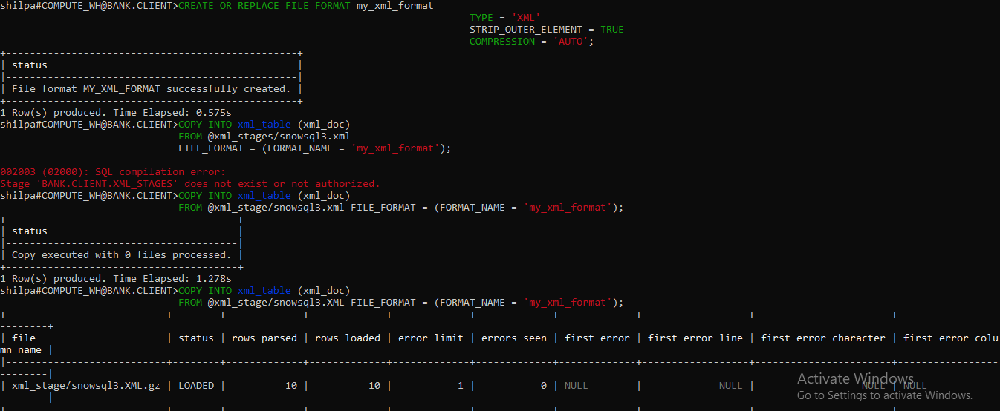 shilpa#COMPUTE_WH@BANK.CLIENT>CREATE OR REPLACE FILE FORMAT my_xml_format
TYPE = 'XML'
STRIP_OUTER_ELEMENT = TRUE
COMPRESSION = 'AUTO';
+-------------------------------------------------+
| status                                          |
|-------------------------------------------------|
| File format MY_XML_FORMAT successfully created. |
+-------------------------------------------------+
1 Row(s) produced. Time Elapsed: 0.575s
shilpa#COMPUTE_WH@BANK.CLIENT>COPY INTO xml_table (xml_doc)
FROM @xml_stages/snowsql3.xml
FILE_FORMAT = (FORMAT_NAME = 'my_xml_format');
002003 (02000): SQL compilation error:
Stage 'BANK.CLIENT.XML_STAGES' does not exist or not authorized.
shilpa#COMPUTE_WH@BANK.CLIENT>COPY INTO xml_table (xml_doc)
FROM @xml_stage/snowsql3.xml FILE_FORMAT = (FORMAT_NAME = 'my_xml_format');
+---------------------------------------+
| status                                |
|---------------------------------------|
| Copy executed with 0 files processed. |
+---------------------------------------+
1 Row(s) produced. Time Elapsed: 1.278s
shilpa#COMPUTE_WH@BANK.CLIENT>COPY INTO xml_table (xml_doc)
FROM @xml_stage/snowsql3.XML FILE_FORMAT = (FORMAT_NAME = 'my_xml_format');
+---------------------------+--------+-------------+-------------+-------------+-------------+-------------+------------------+-----------------------+-----------------
--------+
| file                      | status | rows_parsed | rows_loaded | error_limit | errors_seen | first_error | first_error_line | first_error_character | first_error_colu
mn_name |
|---------------------------+--------+-------------+-------------+-------------+-------------+-------------+------------------+-----------------------+-----------------
--------|
| xml_stage/snowsql3.XML.gz | LOADED |          10 |          10 |           1 |           0 | NULL        |             NULL |                  NULL | NULL
        |
+---------------------------+--------+-------------+-------------+-------------+-------------+-------------+------------------+-----------------------+-----------------
Activate Windows
Go to Settings to activate Windows.